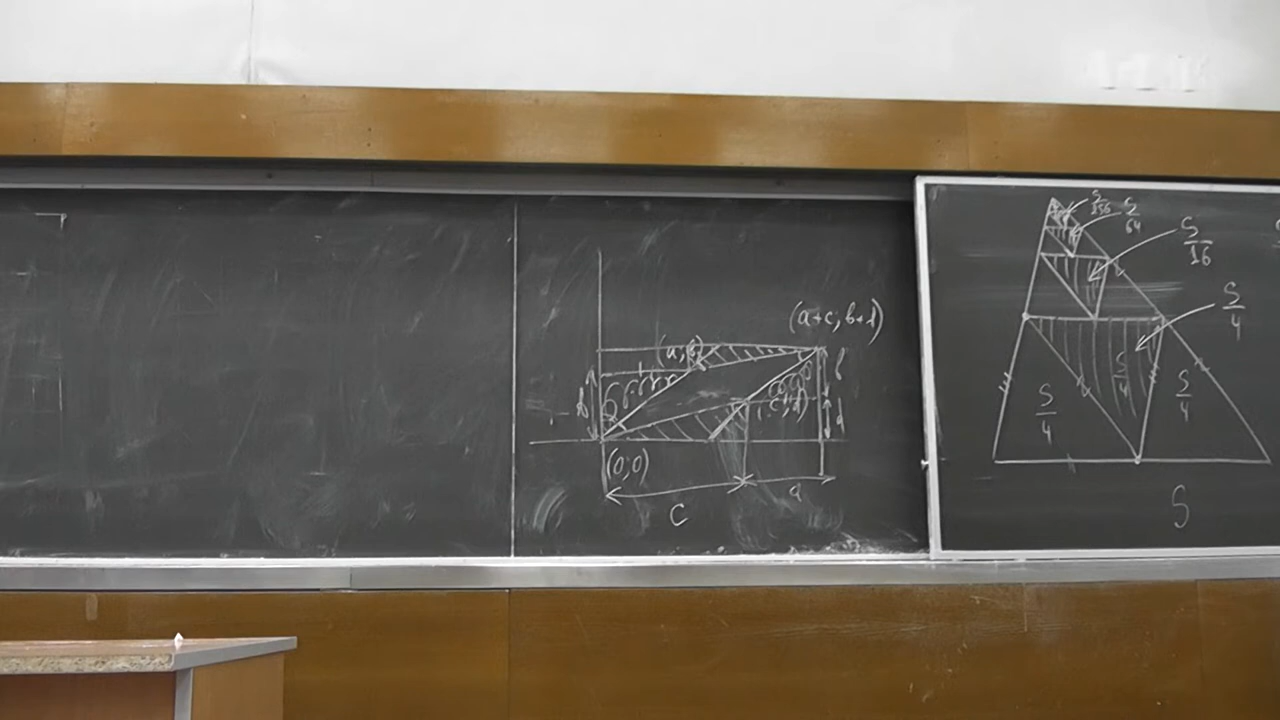 (a+c; b+d)
(a; b)
b
d
d
(0;0)
c
a
S/256
S/64
S/16
S/4
S/4
S/4
S/4
S